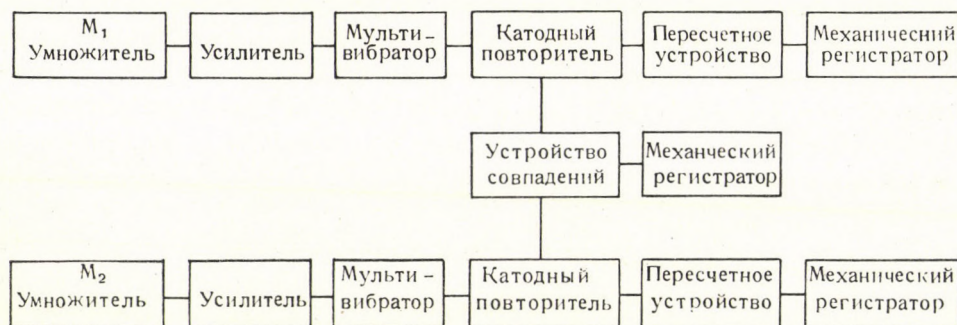 M₁
Умножитель
Усилитель
Мульти-
вибратор
Катодный
повторитель
Пересчетное
устройство
Механический
регистратор
Устройство
совпадений
Механческий
регистратор
M₂
Умножитель
Усилитель
Мульти-
вибратор
Катодный
повторитель
Пересчетное
устройство
Механический
регистратор